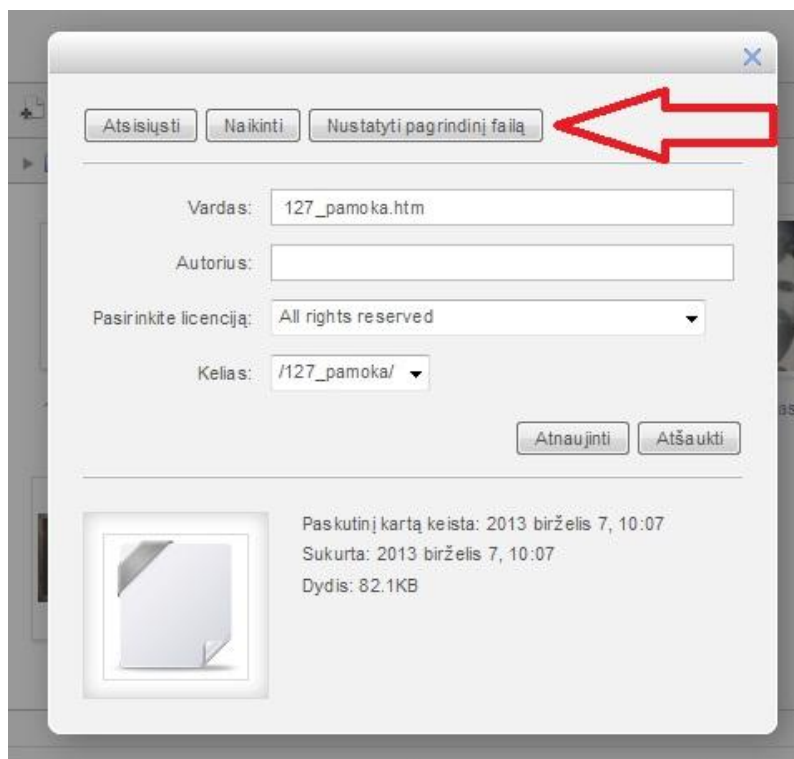 Atsisiųsti Naikinti Nustatyti pagrindinį failą
Vardas: 127_pamoka.htm
Autorius:
Pasirinkite licenciją: All rights reserved
Kelias: /127_pamoka/
Atnaujinti Atšaukti
Paskutinį kartą keista: 2013 birželis 7, 10:07
Sukurta: 2013 birželis 7, 10:07
Dydis: 82.1KB